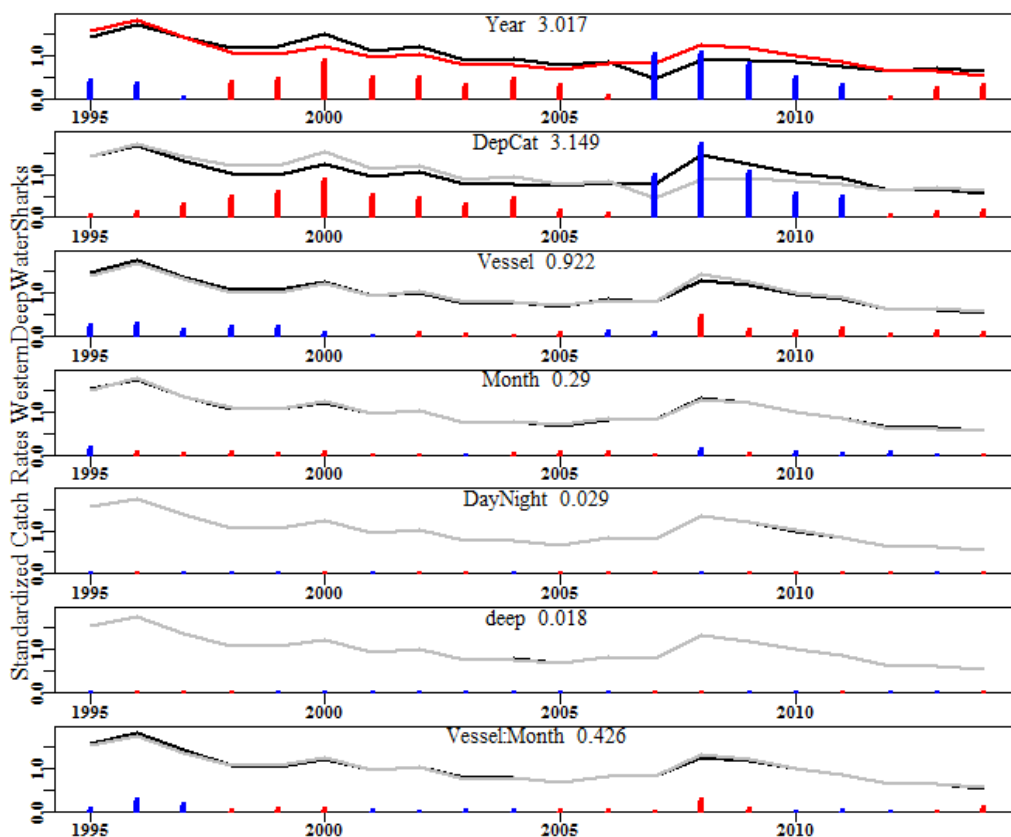 Standardized Catch Rates Western DeepWaterSharks
Year 3.017
1.0
0.0
1995 2000 2005 2010
DepCat 3.149
1.0
0.0
1995 2000 2005 2010
Vessel 0.922
1.0
0.0
1995 2000 2005 2010
Month 0.29
1.0
0.0
1995 2000 2005 2010
DayNight 0.029
1.0
0.0
1995 2000 2005 2010
deep 0.018
1.0
0.0
1995 2000 2005 2010
Vessel:Month 0.426
1.0
0.0
1995 2000 2005 2010